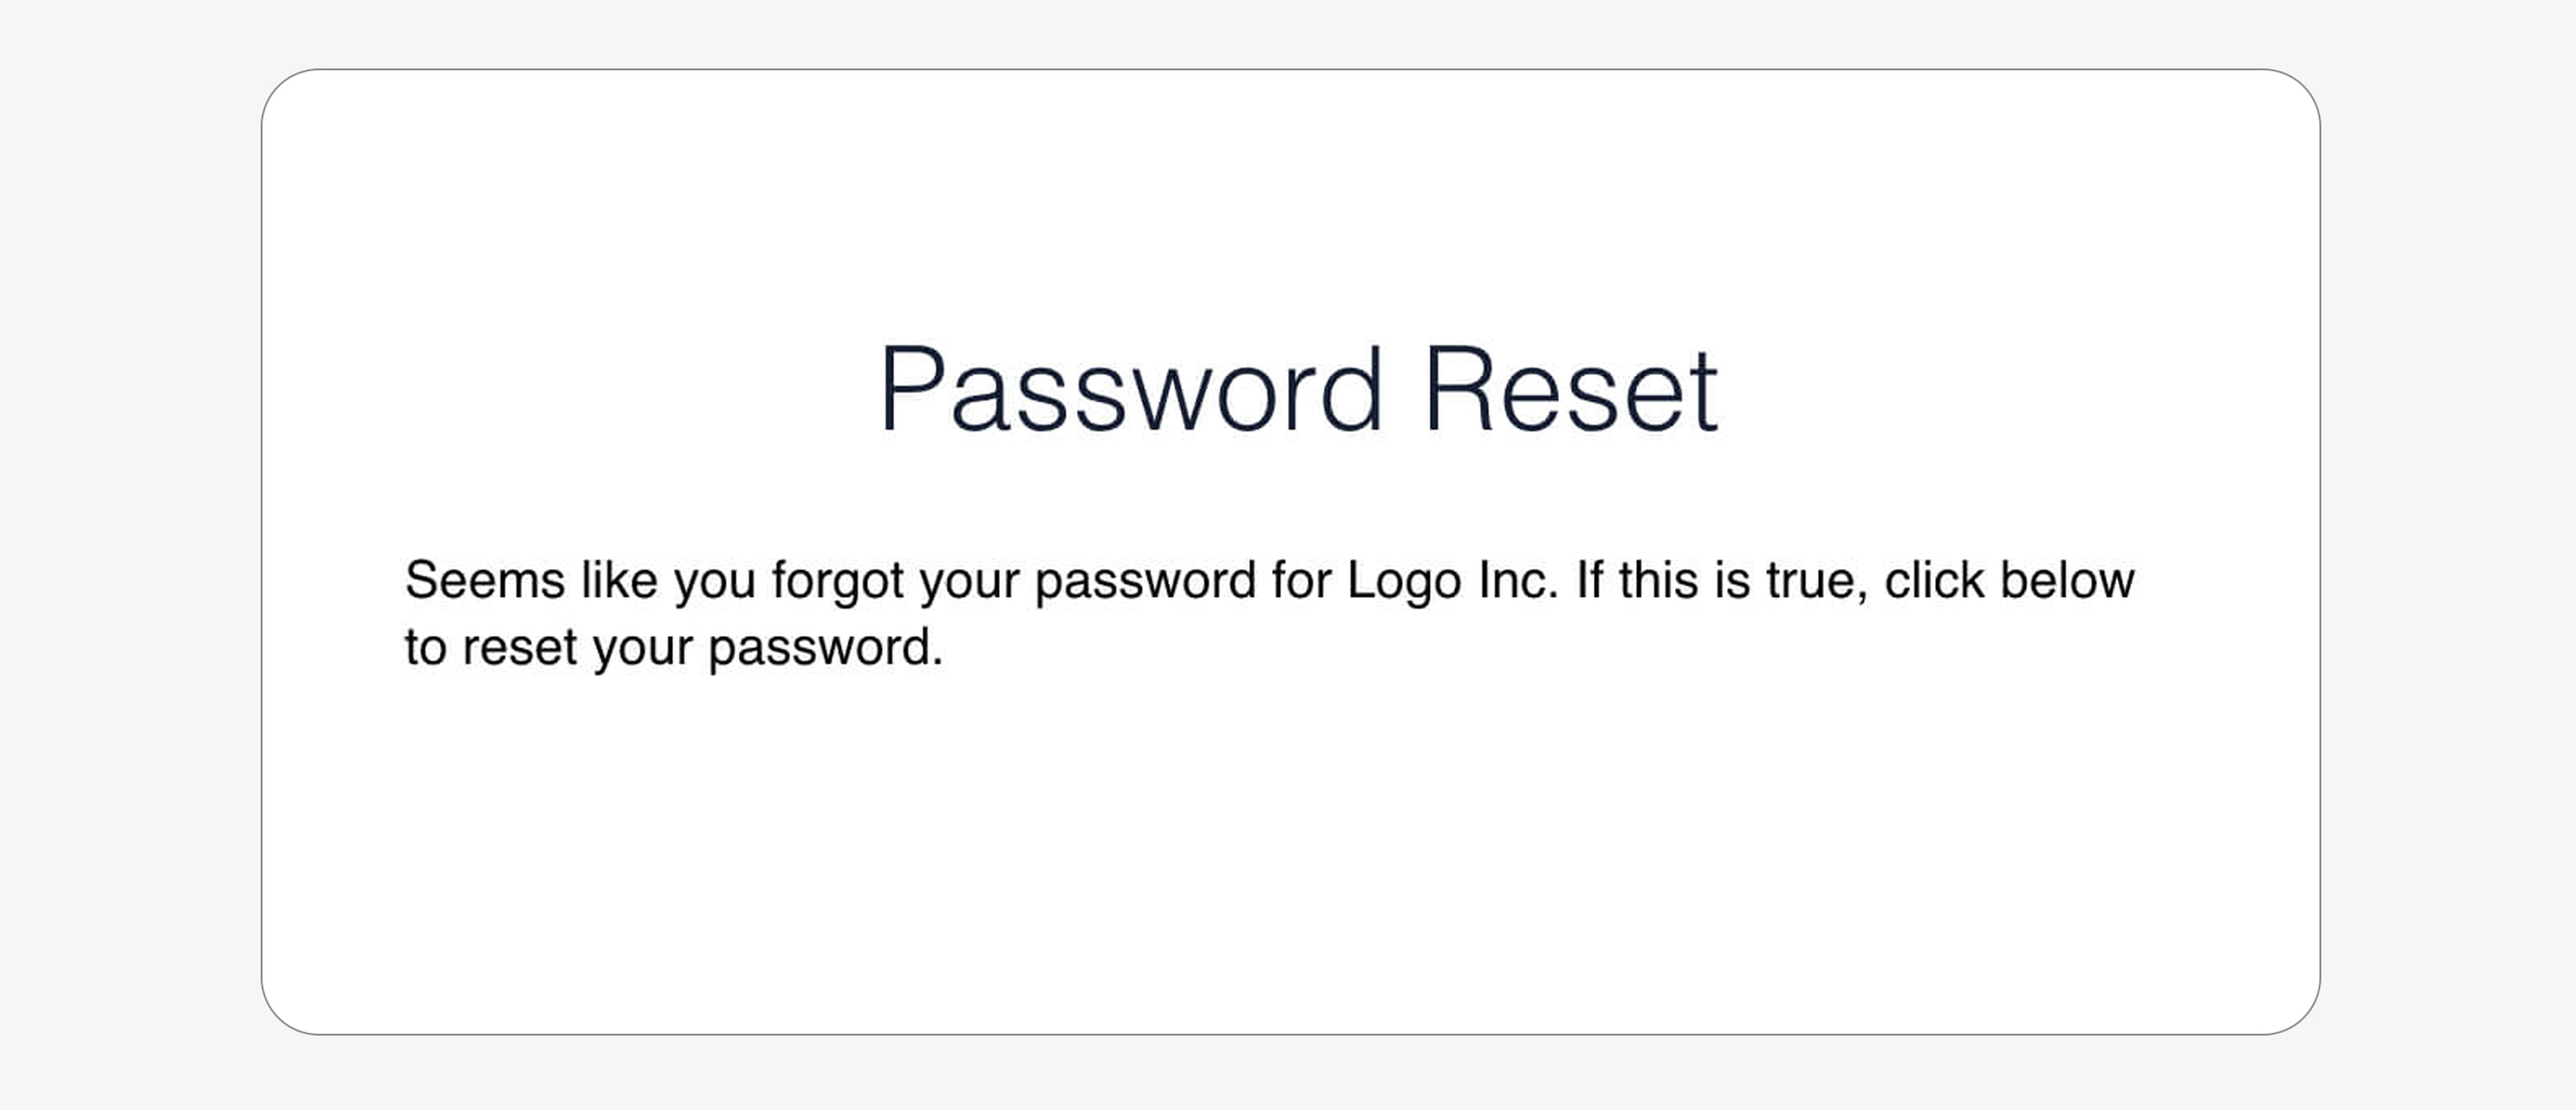 Password Reset
Seems like you forgot your password for Logo Inc. If this is true, click below
to reset your password.